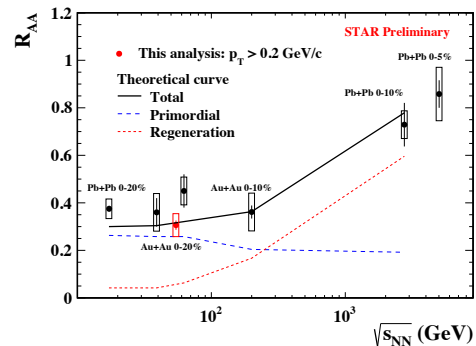 R_AA
1.2
1
0.8
0.6
0.4
0.2
0
STAR Preliminary
This analysis: p_T > 0.2 GeV/c
Theoretical curve
Total
Primordial
Regeneration
Pb+Pb 0-5%
Pb+Pb 0-10%
Pb+Pb 0-20%
Au+Au 0-10%
Au+Au 0-20%
10^2
10^3
√s_NN (GeV)